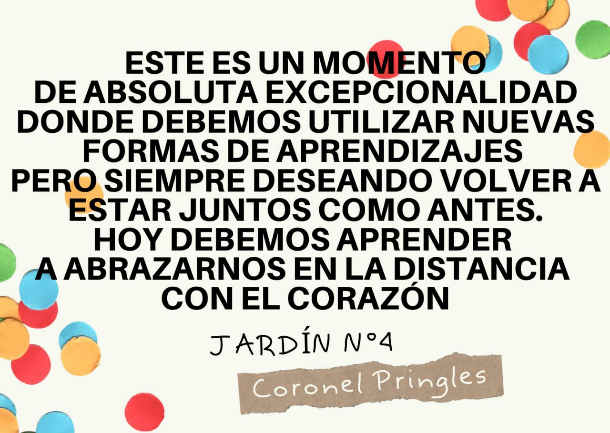 ESTE ES UN MOMENTO
DE ABSOLUTA EXCEPCIONALIDAD
DONDE DEBEMOS UTILIZAR NUEVAS
FORMAS DE APRENDIZAJES
PERO SIEMPRE DESEANDO VOLVER A
ESTAR JUNTOS COMO ANTES.
HOY DEBEMOS APRENDER
A ABRAZARNOS EN LA DISTANCIA
CON EL CORAZÓN
JARDÍN Nº4
Coronel Pringles